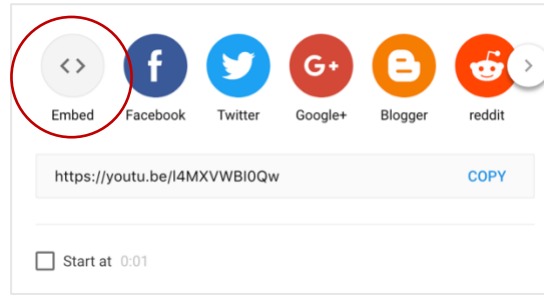 Embed Facebook Twitter Google+ Blogger reddit
https://youtu.be/l4MXVWBI0Qw COPY
Start at 0:01